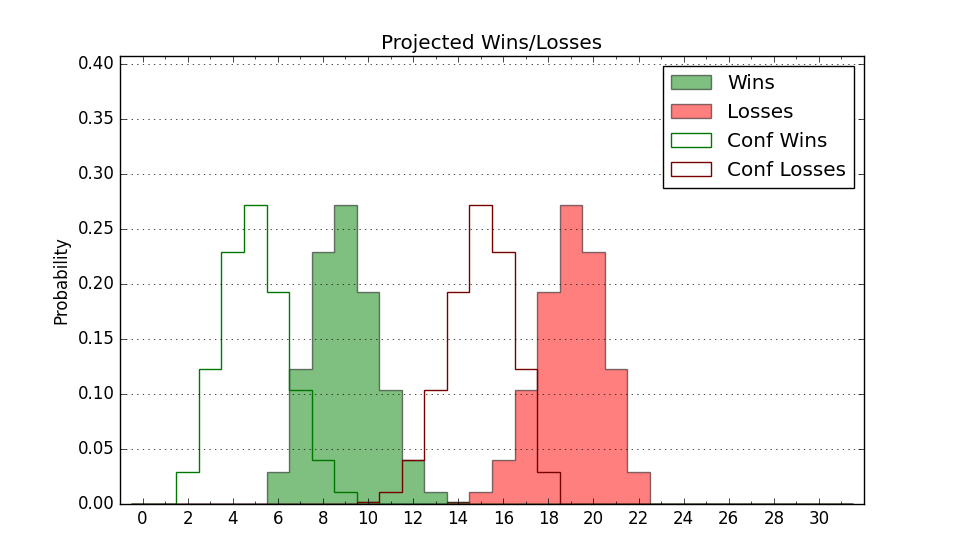 Projected Wins/Losses
0.40
0.35
0.30
0.25
0.20
0.15
0.10
0.05
0.00
Probability
Wins
Losses
Conf Wins
Conf Losses
0 2 4 6 8 10 12 14 16 18 20 22 24 26 28 30